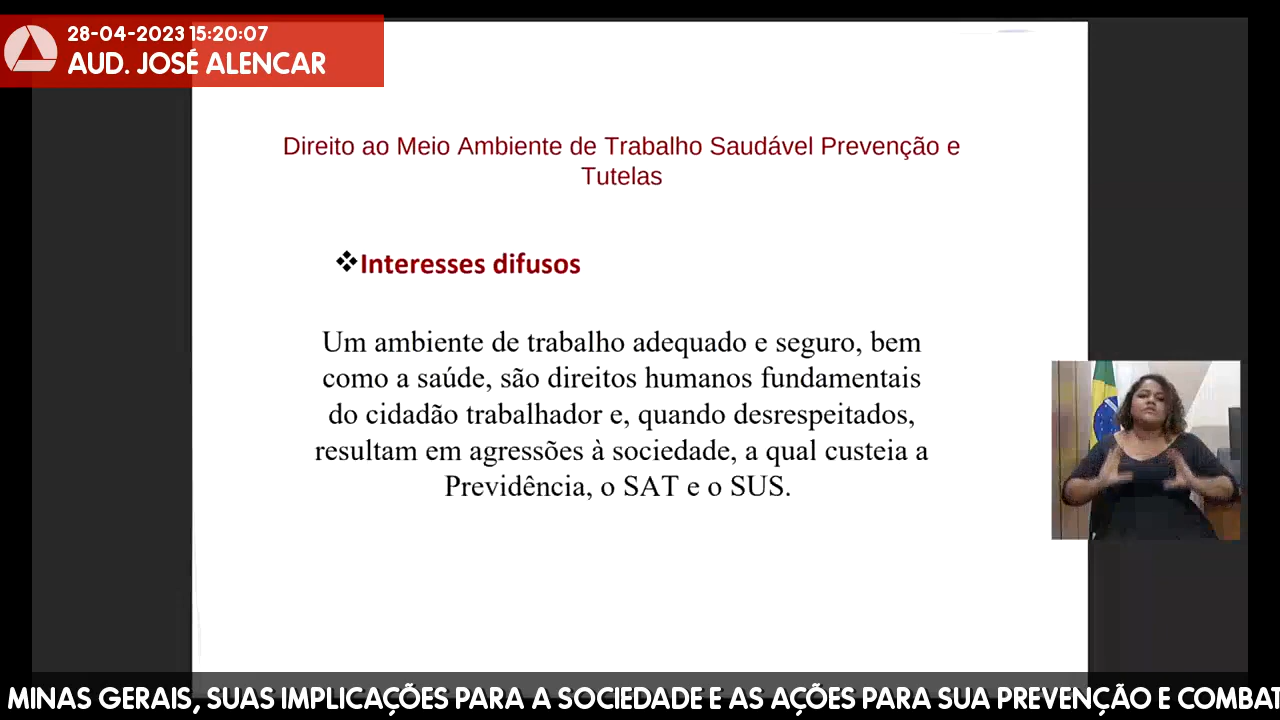 28-04-2023 15:20:07
AUD. JOSÉ ALENCAR
Direito ao Meio Ambiente de Trabalho Saudável Prevenção e
Tutelas
❖Interesses difusos
Um ambiente de trabalho adequado e seguro, bem
como a saúde, são direitos humanos fundamentais
do cidadão trabalhador e, quando desrespeitados,
resultam em agressões à sociedade, a qual custeia a
Previdência, o SAT e o SUS.
MINAS GERAIS, SUAS IMPLICAÇÕES PARA A SOCIEDADE E AS AÇÕES PARA SUA PREVENÇÃO E COMBAT